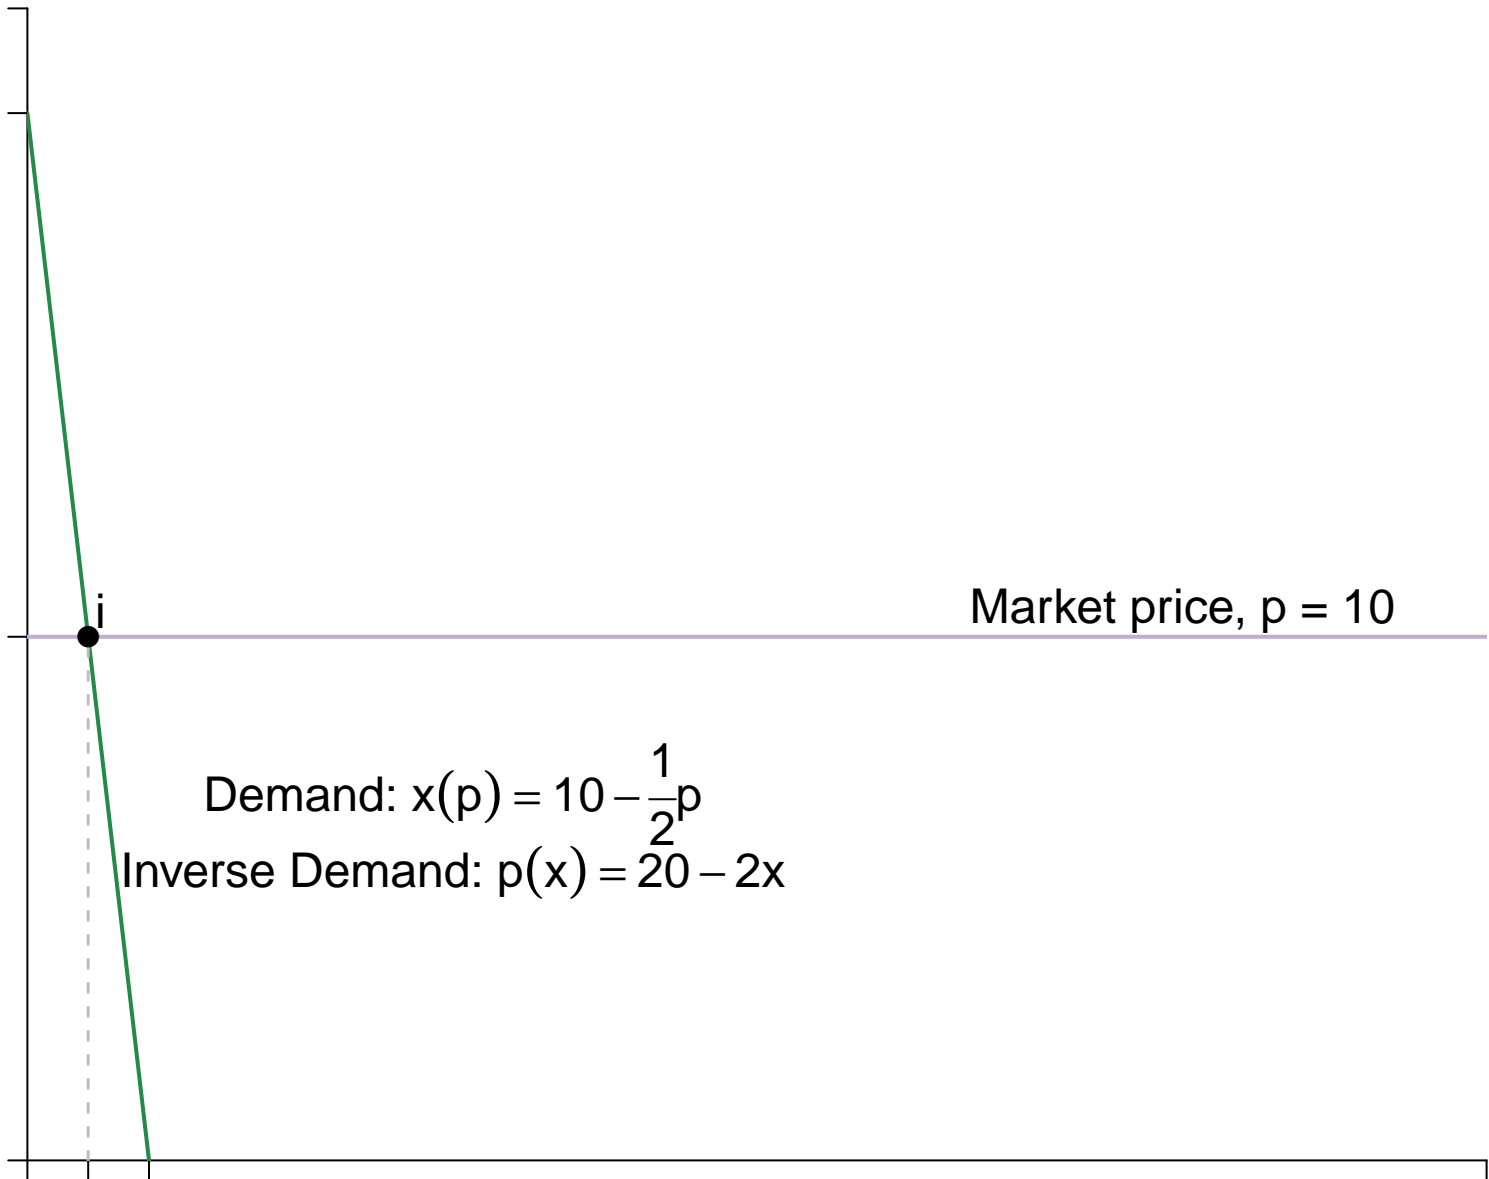 i
Market price, p = 10
Demand: x(p) = 10 − 1/2 p
Inverse Demand: p(x) = 20 − 2x